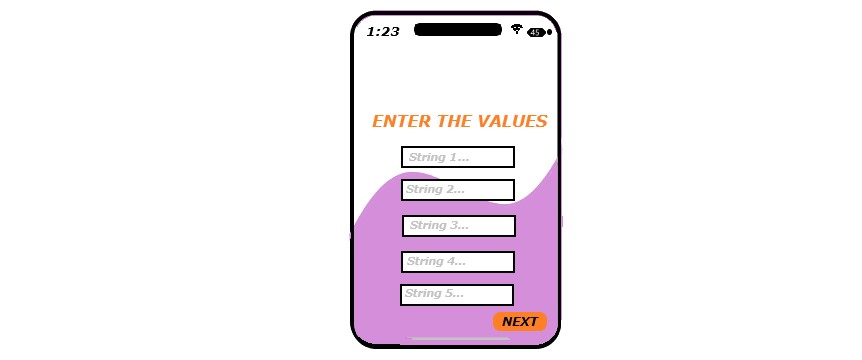 1:23
45
ENTER THE VALUES
String 1...
String 2...
String 3...
String 4...
String 5...
NEXT